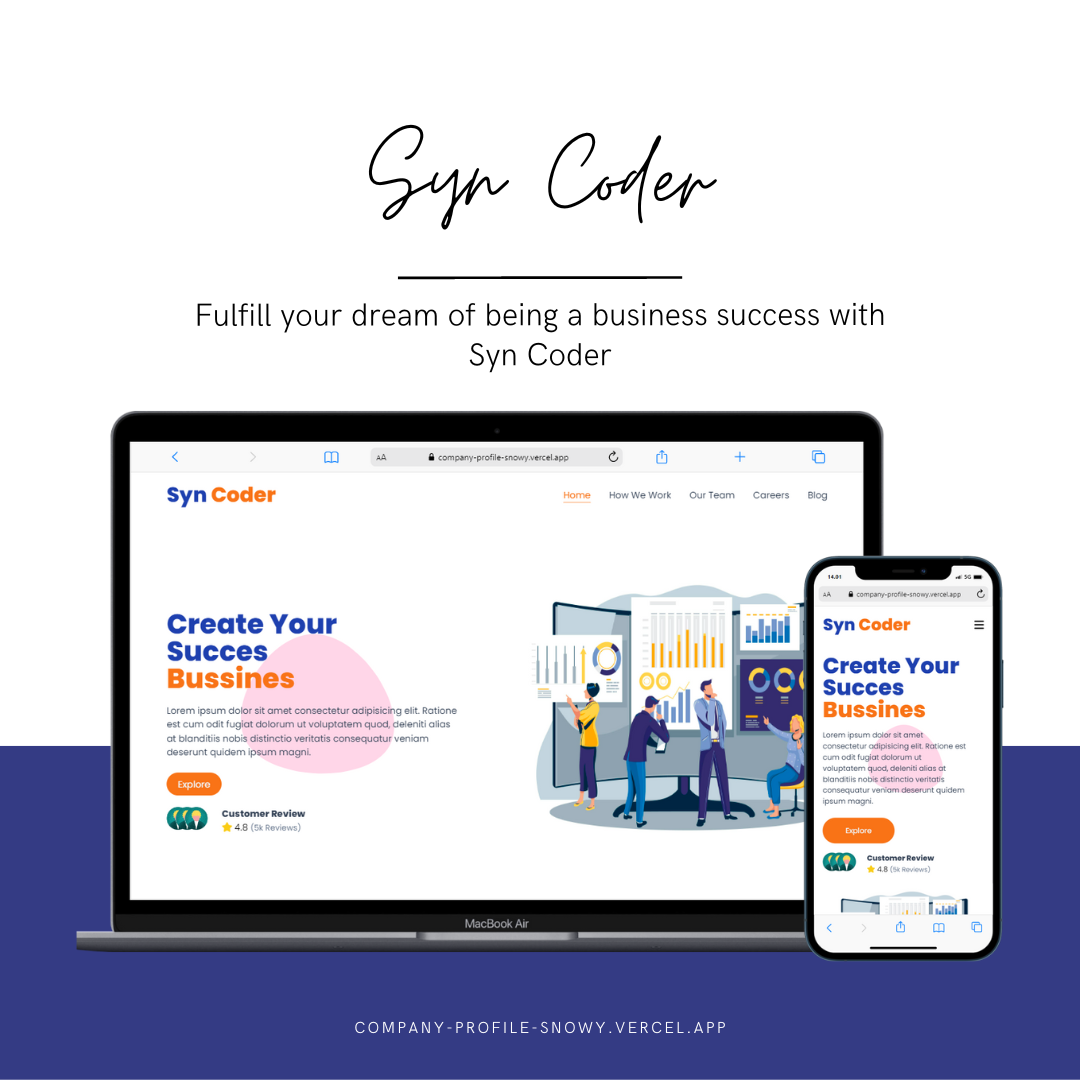 Syn Coder
Fulfill your dream of being a business success with
Syn Coder
AA company-profile-snowy.vercel.app
Syn Coder
Home How We Work Our Team Careers Blog
Create Your
Succes
Bussines
Lorem ipsum dolor sit amet consectetur adipisicing elit. Ratione
est cum odit fugiat dolorum ut voluptatem quod, deleniti alias
at blanditiis nobis distinctio veritatis consequatur veniam
deserunt quidem ipsum magni.
Explore
Customer Review
4.8 (5k Reviews)
MacBook Air
14.01 5G
AA company-profile-snowy.vercel.app
Syn Coder
Create Your
Succes
Bussines
Lorem ipsum dolor sit amet
consectetur adipisicing elit. Ratione est
cum odit fugiat dolorum ut
voluptatem quod, deleniti alias at
blanditiis nobis distinctio veritatis
consequatur veniam deserunt quidem
ipsum magni.
Explore
Customer Review
4.8 (5k Reviews)
COMPANY-PROFILE-SNOWY.VERCEL.APP